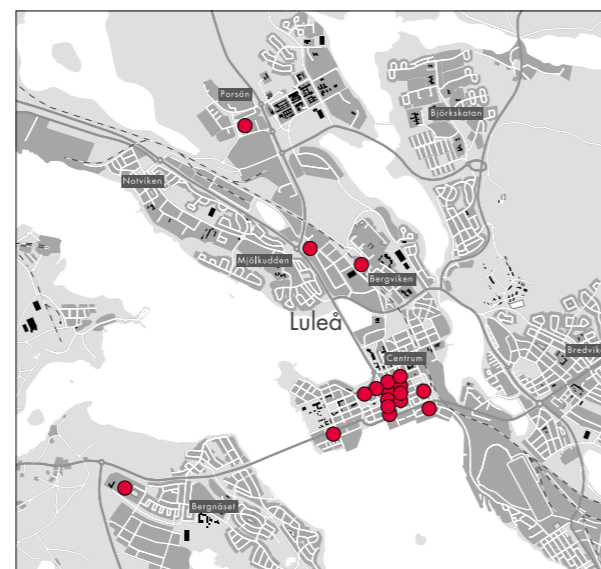 Porsön
Björkskatan
Notviken
Mjölkudden
Bergviken
Luleå
Centrum
Bredvik
Bergnäset